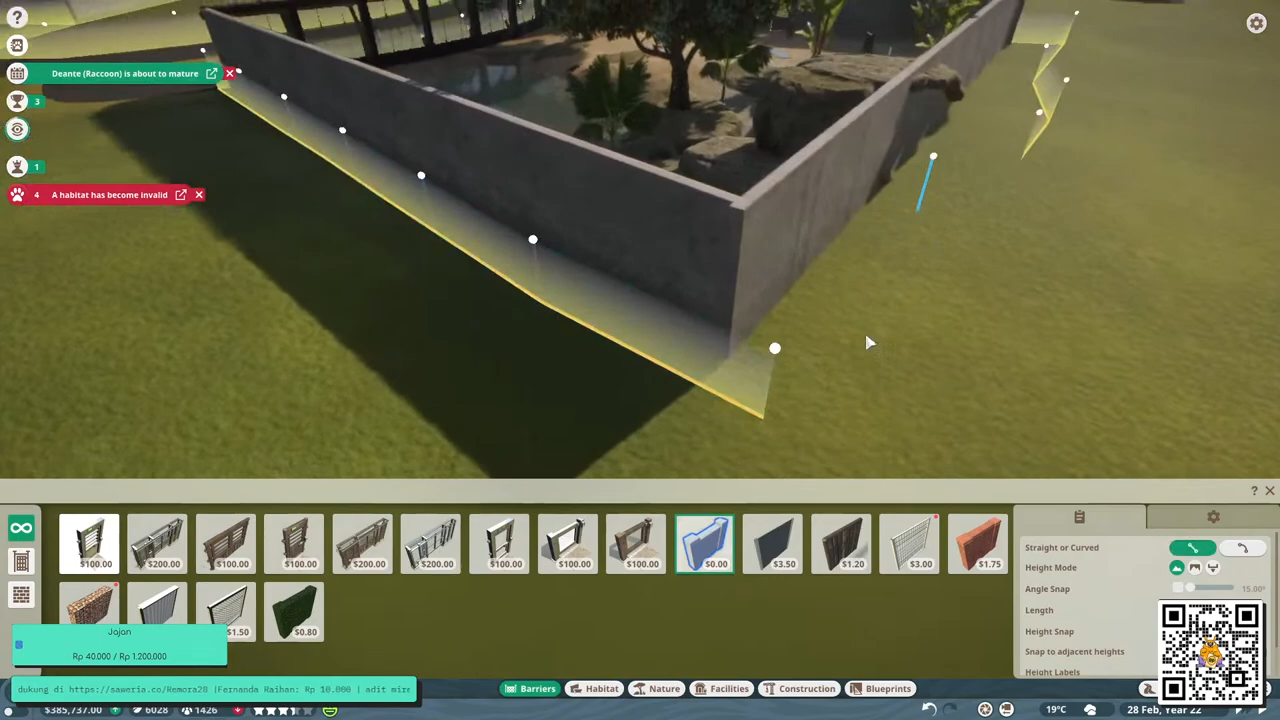 Deante (Raccoon) is about to mature
3
1
4 A habitat has become invalid
?
$100.00 $200.00 $100.00 $100.00 $200.00 $200.00 $100.00 $100.00 $100.00 $0.00 $3.50 $1.20 $3.00 $1.75
$1.50 $0.80
Straight or Curved
Height Mode
Angle Snap 15.00°
Length
Height Snap
Snap to adjacent heights
Height Labels
Jajan
Rp 40.000 / Rp 1.200.000
dukung di https://saweria.co/Remora28 |Fernanda Raihan: Rp 10.000 | adit mire
Barriers Habitat Nature Facilities Construction Blueprints
$385,737.00 6028 1426 19°C 28 Feb, Year 22